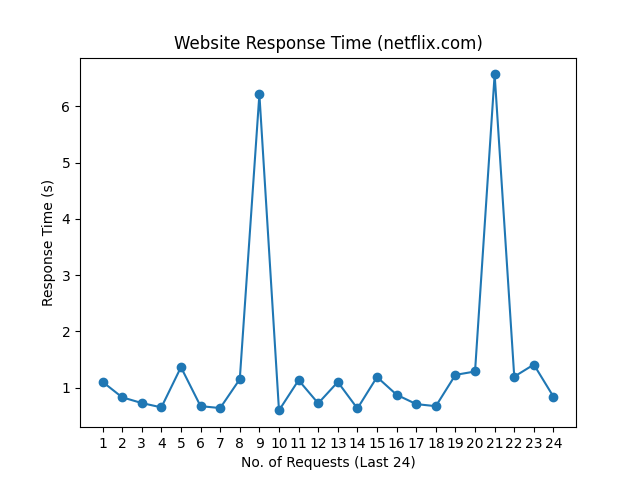 Website Response Time (netflix.com)
Response Time (s)
6
5
4
3
2
1
1 2 3 4 5 6 7 8 9 10 11 12 13 14 15 16 17 18 19 20 21 22 23 24
No. of Requests (Last 24)